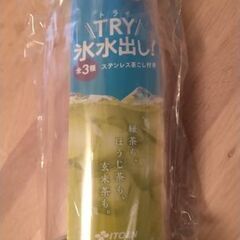 トライ
\TRY/
氷水出し!
全3種 ステンレス茶こし付き
緑茶も、
ほうじ茶も、
玄米茶も。
ITOEN